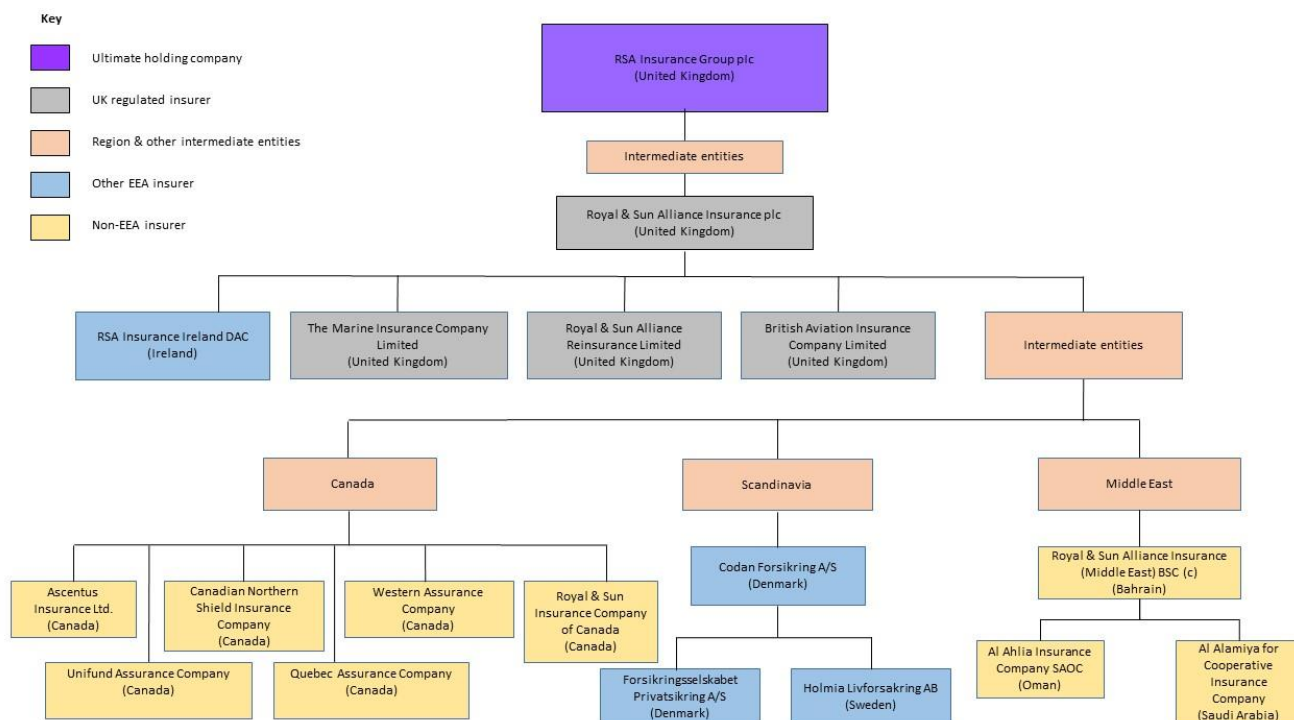 Key
Ultimate holding company
UK regulated insurer
Region & other intermediate entities
Other EEA insurer
Non-EEA insurer
RSA Insurance Group plc
(United Kingdom)
Intermediate entities
Royal & Sun Alliance Insurance plc
(United Kingdom)
RSA Insurance Ireland DAC
(Ireland)
The Marine Insurance Company
Limited
(United Kingdom)
Royal & Sun Alliance
Reinsurance Limited
(United Kingdom)
British Aviation Insurance
Company Limited
(United Kingdom)
Intermediate entities
Canada
Scandinavia
Middle East
Ascentus
Insurance Ltd.
(Canada)
Canadian Northern
Shield Insurance
Company
(Canada)
Western Assurance
Company
(Canada)
Royal & Sun
Insurance Company
of Canada
(Canada)
Unifund Assurance Company
(Canada)
Quebec Assurance Company
(Canada)
Codan Forsikring A/S
(Denmark)
Forsikringsselskabet
Privatsikring A/S
(Denmark)
Holmia Livforsakring AB
(Sweden)
Royal & Sun Alliance Insurance
(Middle East) BSC (c)
(Bahrain)
Al Ahlia Insurance
Company SAOC
(Oman)
Al Alamiya for
Cooperative
Insurance
Company
(Saudi Arabia)